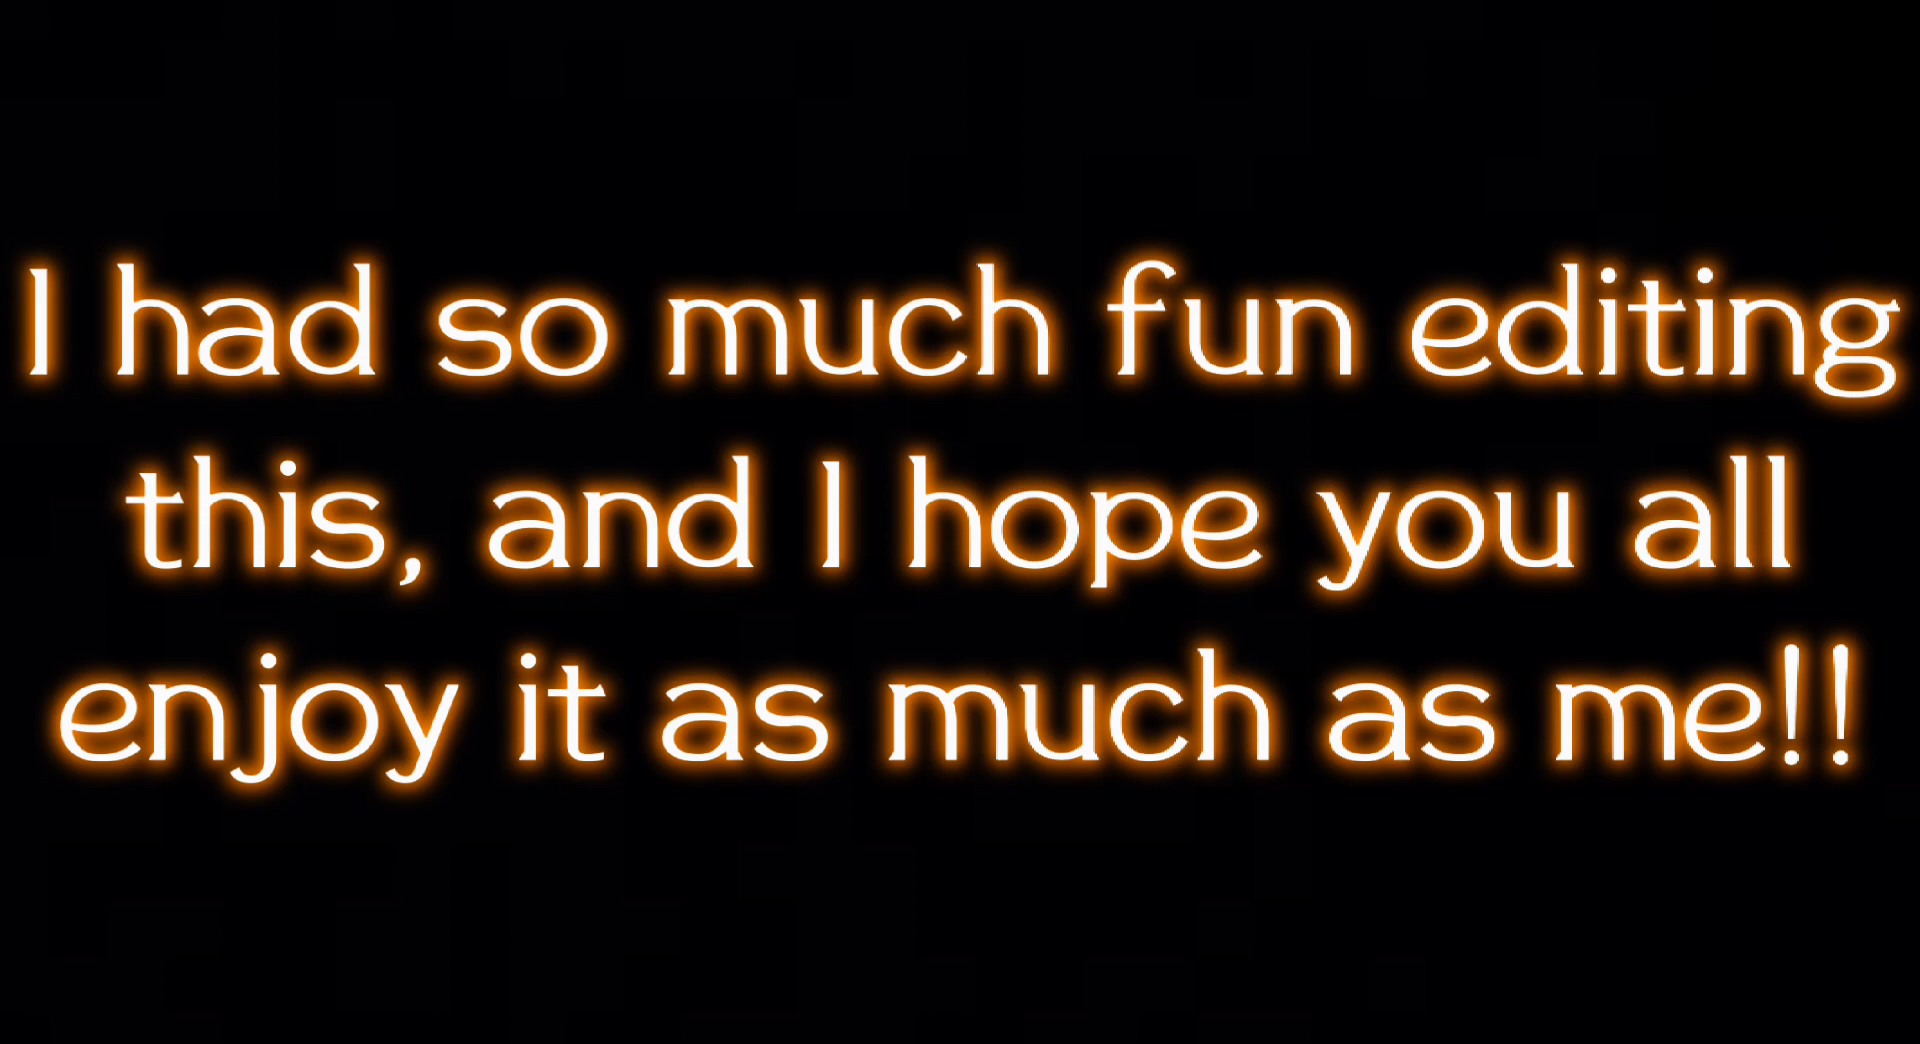 I had so much fun editing
this, and I hope you all
enjoy it as much as me!!